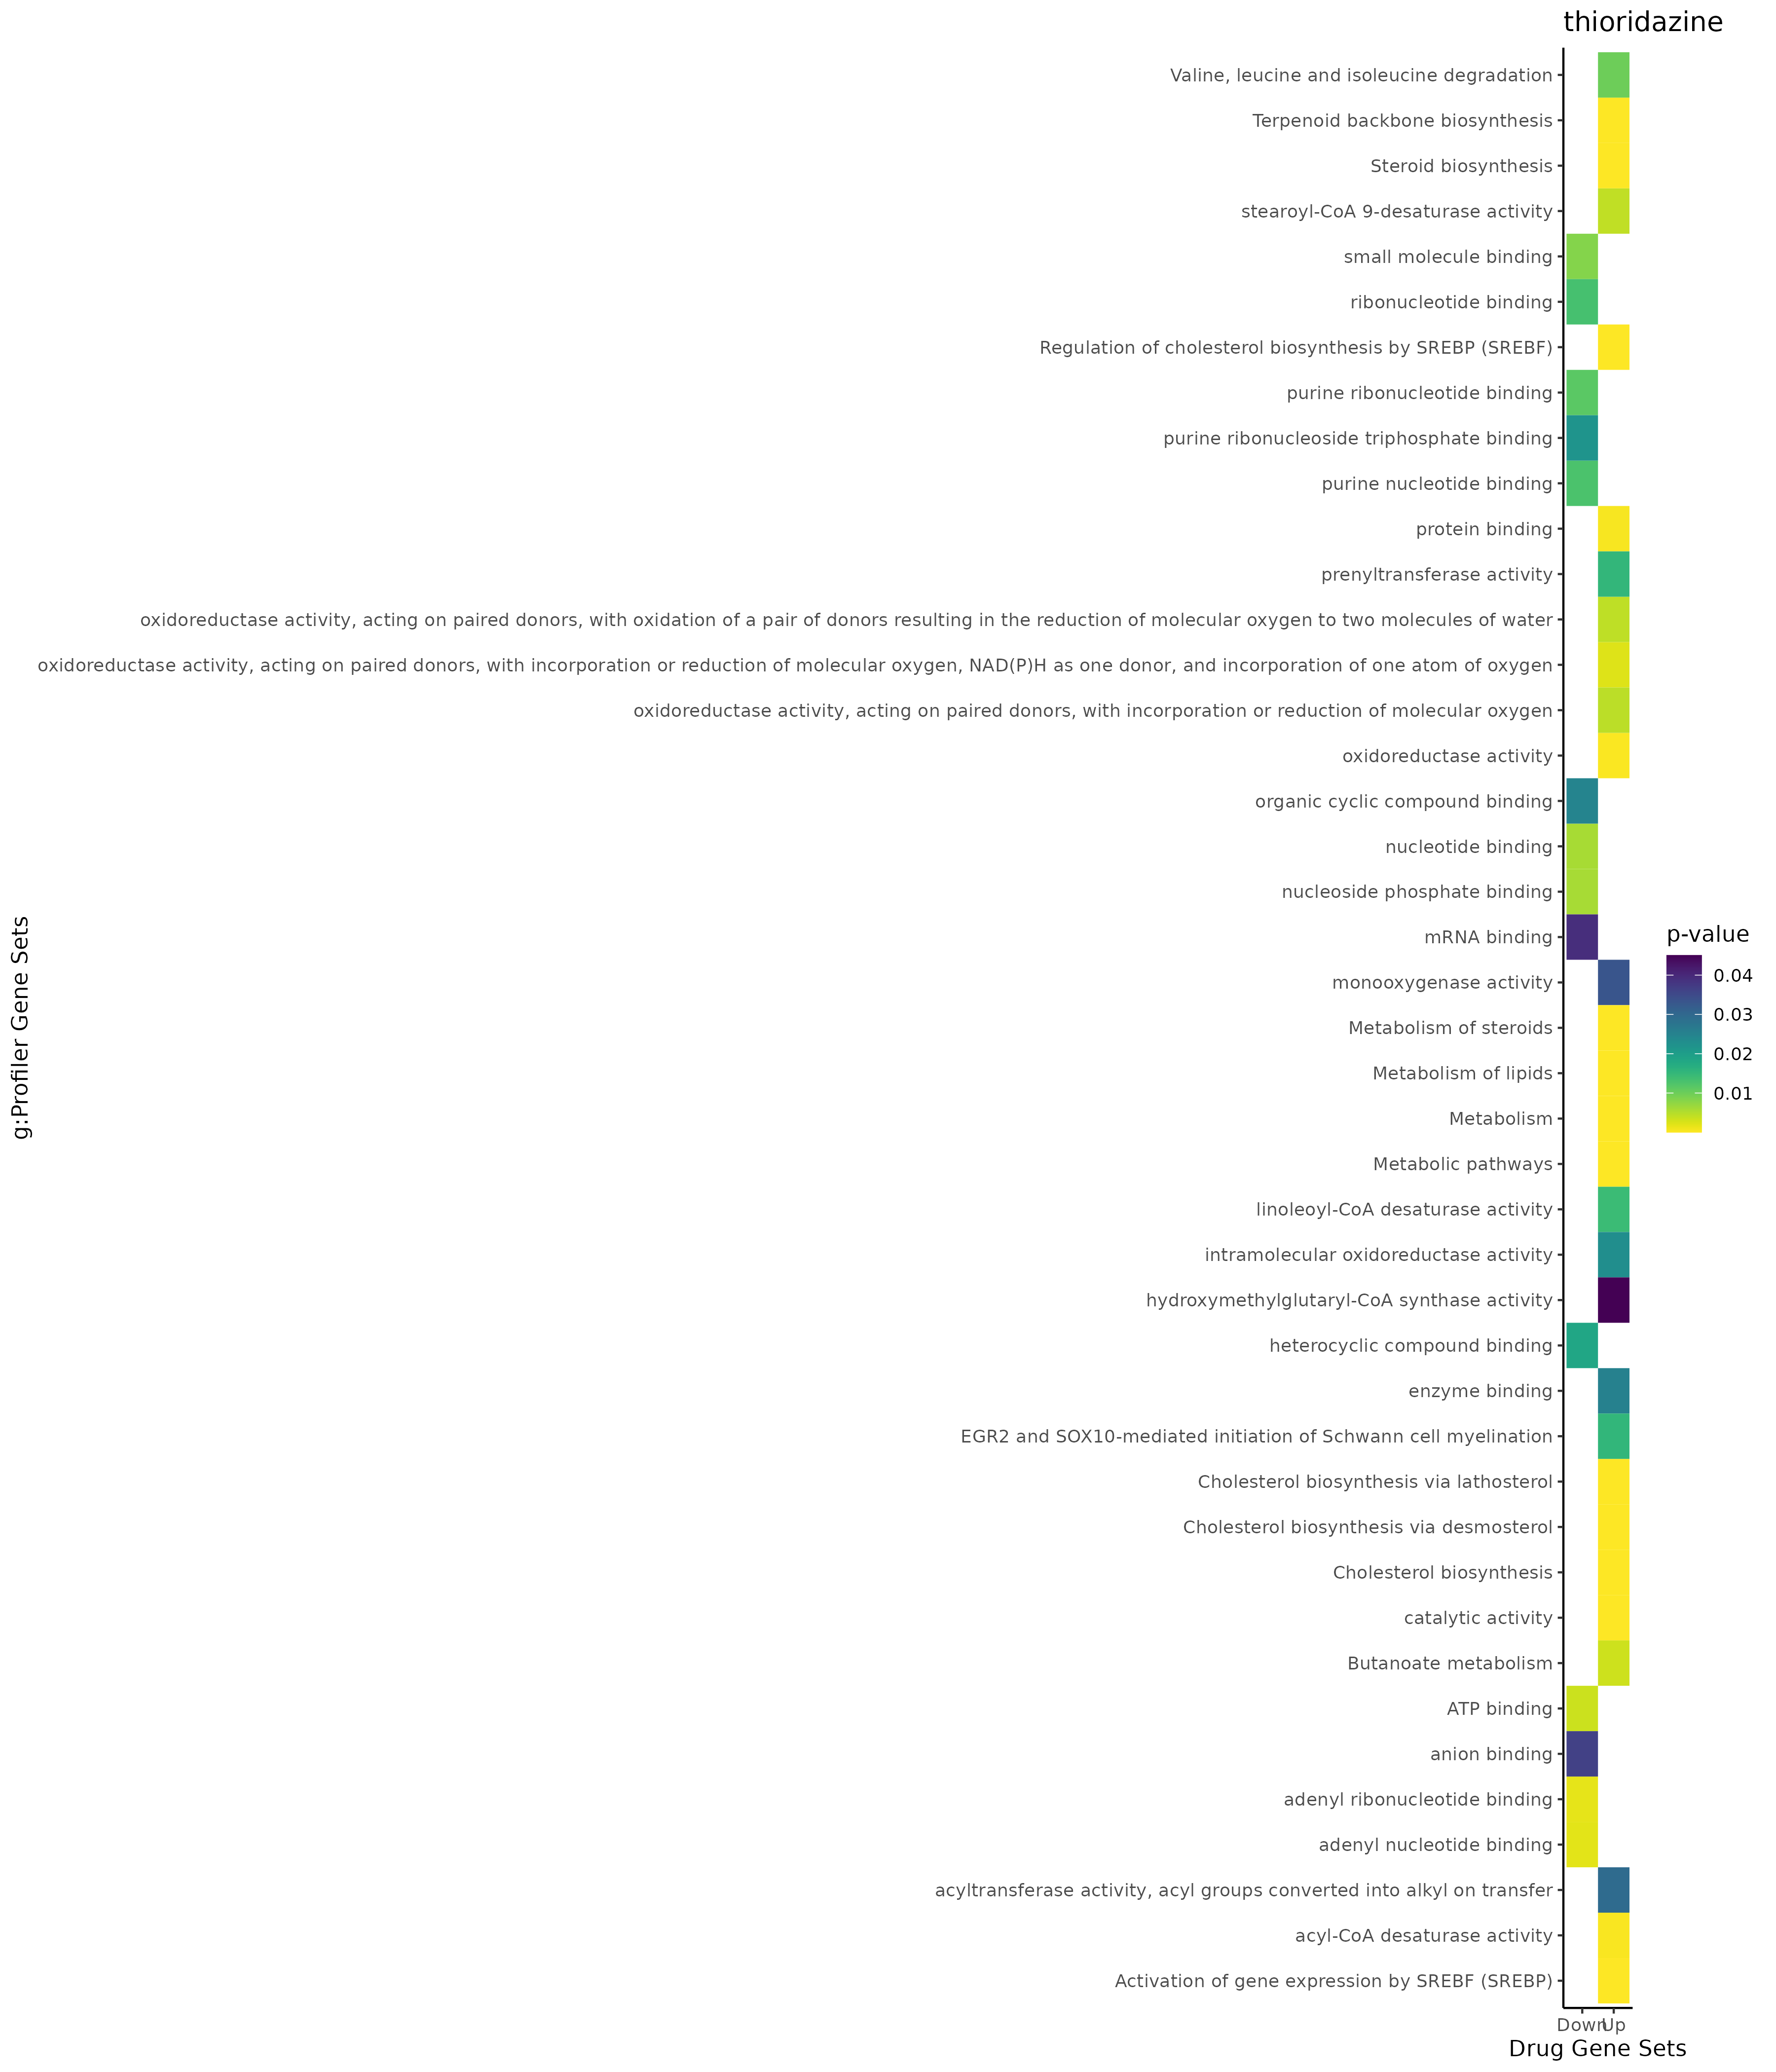 thioridazine
Valine, leucine and isoleucine degradation
Terpenoid backbone biosynthesis
Steroid biosynthesis
stearoyl-CoA 9-desaturase activity
small molecule binding
ribonucleotide binding
Regulation of cholesterol biosynthesis by SREBP (SREBF)
purine ribonucleotide binding
purine ribonucleoside triphosphate binding
purine nucleotide binding
protein binding
prenyltransferase activity
oxidoreductase activity, acting on paired donors, with oxidation of a pair of donors resulting in the reduction of molecular oxygen to two molecules of water
oxidoreductase activity, acting on paired donors, with incorporation or reduction of molecular oxygen, NAD(P)H as one donor, and incorporation of one atom of oxygen
oxidoreductase activity, acting on paired donors, with incorporation or reduction of molecular oxygen
oxidoreductase activity
organic cyclic compound binding
nucleotide binding
nucleoside phosphate binding
mRNA binding
monooxygenase activity
Metabolism of steroids
Metabolism of lipids
Metabolism
Metabolic pathways
linoleoyl-CoA desaturase activity
intramolecular oxidoreductase activity
hydroxymethylglutaryl-CoA synthase activity
heterocyclic compound binding
enzyme binding
EGR2 and SOX10-mediated initiation of Schwann cell myelination
Cholesterol biosynthesis via lathosterol
Cholesterol biosynthesis via desmosterol
Cholesterol biosynthesis
catalytic activity
Butanoate metabolism
ATP binding
anion binding
adenyl ribonucleotide binding
adenyl nucleotide binding
acyltransferase activity, acyl groups converted into alkyl on transfer
acyl-CoA desaturase activity
Activation of gene expression by SREBF (SREBP)
g:Profiler Gene Sets
Down Up
Drug Gene Sets
p-value
0.04
0.03
0.02
0.01